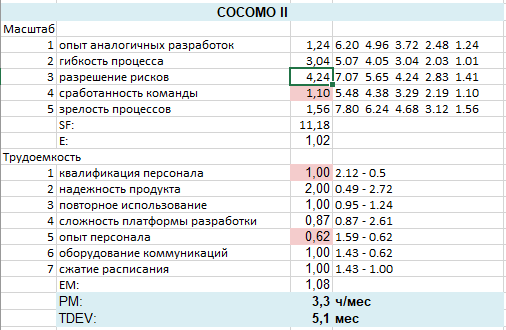 COCOMO II
Масштаб
1 опыт аналогичных разработок 1,24 6.20 4.96 3.72 2.48 1.24
2 гибкость процесса 3,04 5.07 4.05 3.04 2.03 1.01
3 разрешение рисков 4,24 7.07 5.65 4.24 2.83 1.41
4 сработанность команды 1,10 5.48 4.38 3.29 2.19 1.10
5 зрелость процессов 1,56 7.80 6.24 4.68 3.12 1.56
SF: 11,18
E: 1,02
Трудоемкость
1 квалификация персонала 1,00 2.12 - 0.5
2 надежность продукта 2,00 0.49 - 2.72
3 повторное использование 1,00 0.95 - 1.24
4 сложность платформы разработки 0,87 0.87 - 2.61
5 опыт персонала 0,62 1.59 - 0.62
6 оборудование коммуникаций 1,00 1.43 - 0.62
7 сжатие расписания 1,00 1.43 - 1.00
EM: 1,08
PM: 3,3 ч/мес
TDEV: 5,1 мес